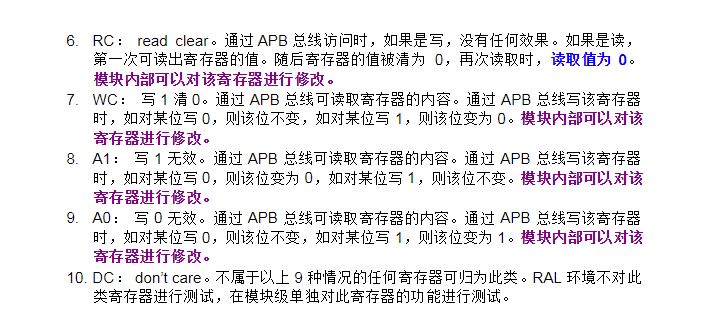 6. RC： read clear。通过 APB 总线访问时，如果是写，没有任何效果。如果是读，
第一次可读出寄存器的值。随后寄存器的值被清为 0，再次读取时，读取值为 0。
模块内部可以对该寄存器进行修改。
7. WC： 写 1 清 0。通过 APB 总线可读取寄存器的内容。通过 APB 总线写该寄存器
时，如对某位写 0，则该位不变，如对某位写 1，则该位变为 0。模块内部可以对该
寄存器进行修改。
8. A1： 写 1 无效。通过 APB 总线可读取寄存器的内容。通过 APB 总线写该寄存器
时，如对某位写 0，则该位变为 0，如对某位写 1，则该位不变。模块内部可以对该
寄存器进行修改。
9. A0： 写 0 无效。通过 APB 总线可读取寄存器的内容。通过 APB 总线写该寄存器
时，如对某位写 0，则该位不变，如对某位写 1，则该位变为 1。模块内部可以对该
寄存器进行修改。
10. DC： don't care。不属于以上 9 种情况的任何寄存器可归为此类。RAL 环境不对此
类寄存器进行测试，在模块级单独对此寄存器的功能进行测试。